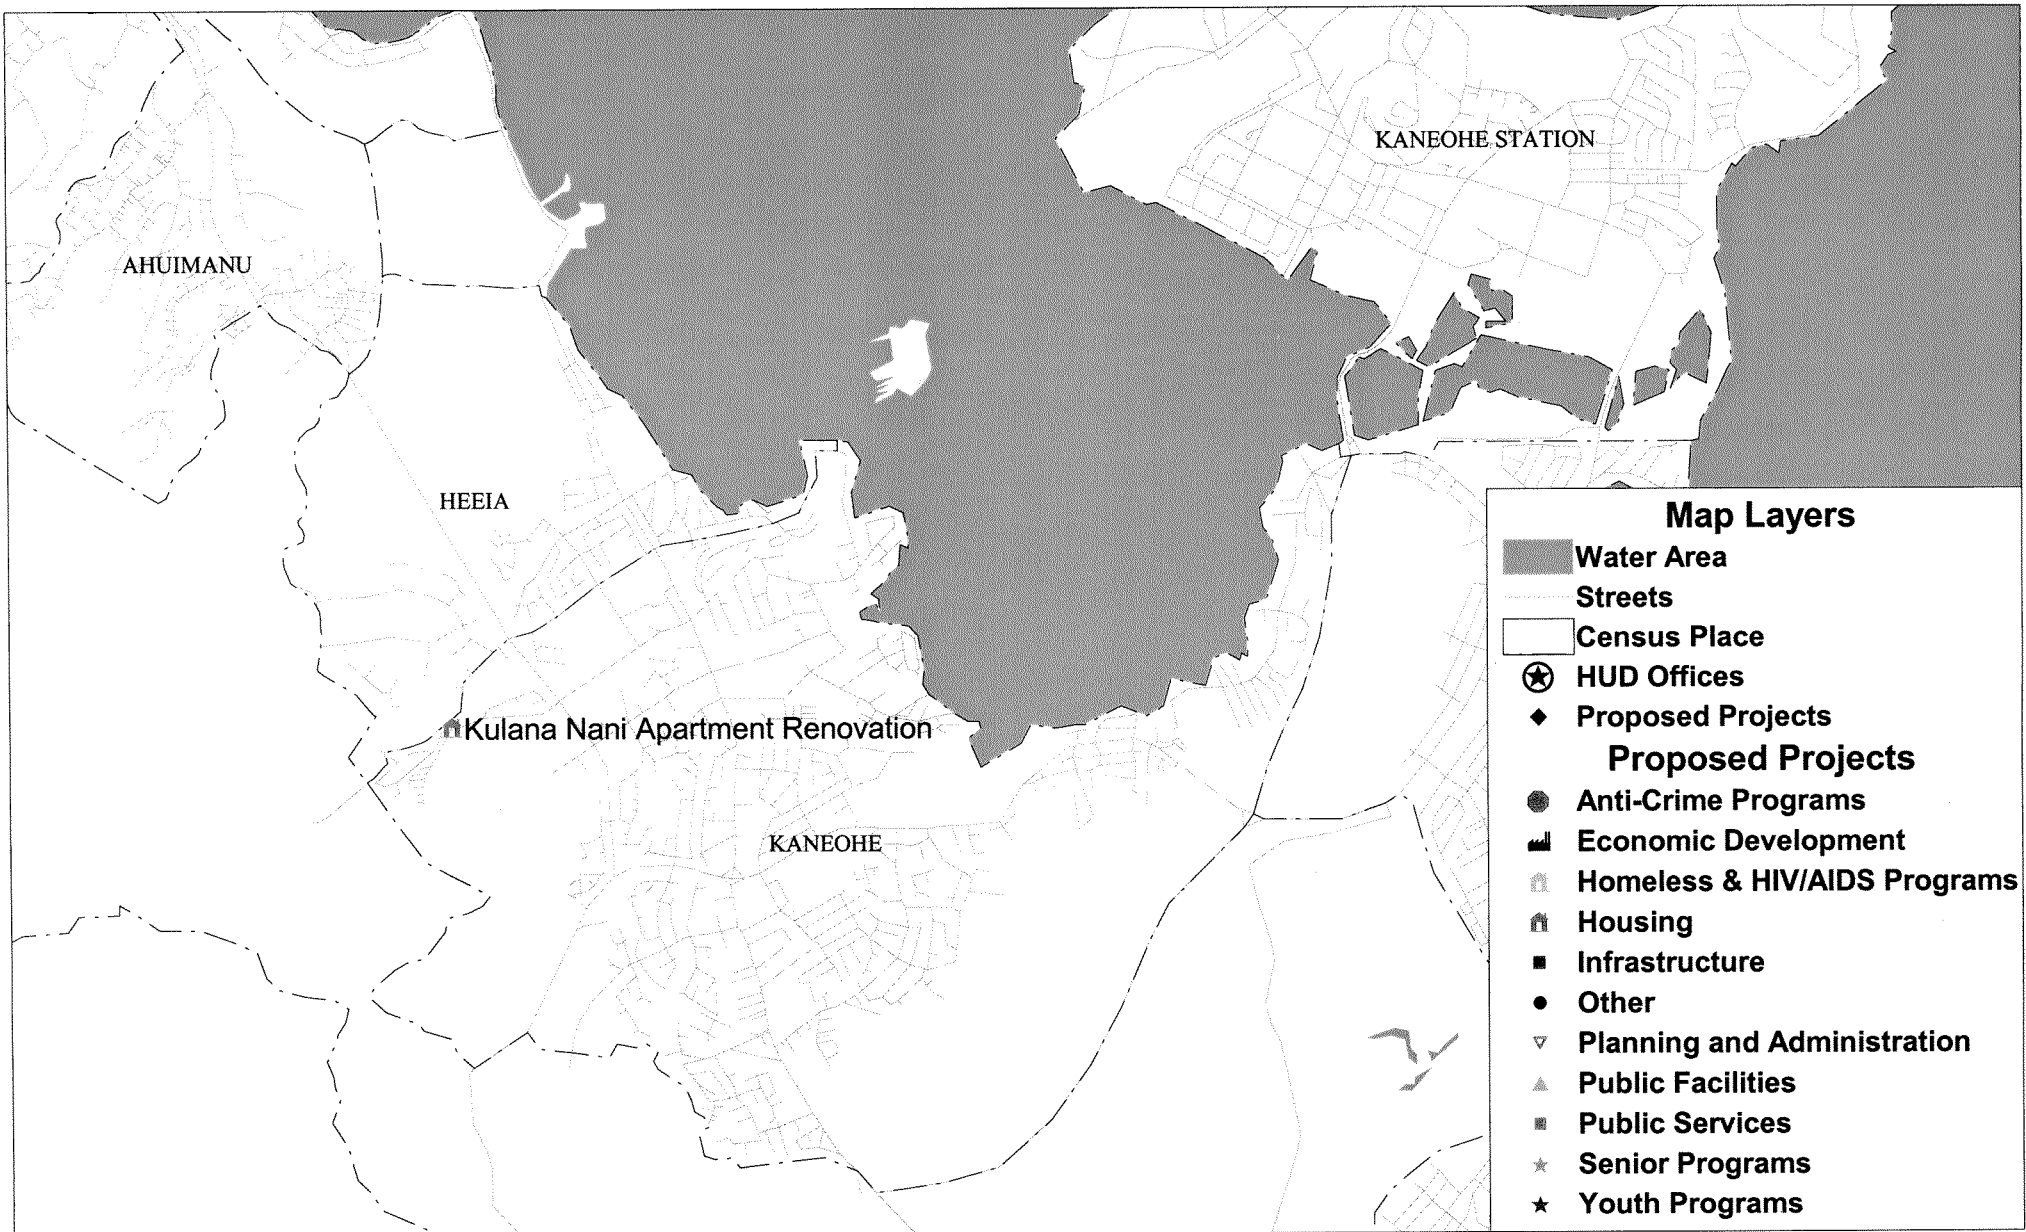 KANEOHE STATION
AHUIMANU
HEEIA
Kulana Nani Apartment Renovation
KANEOHE
Map Layers
Water Area
Streets
Census Place
HUD Offices
Proposed Projects
Proposed Projects
Anti-Crime Programs
Economic Development
Homeless & HIV/AIDS Programs
Housing
Infrastructure
Other
Planning and Administration
Public Facilities
Public Services
Senior Programs
Youth Programs